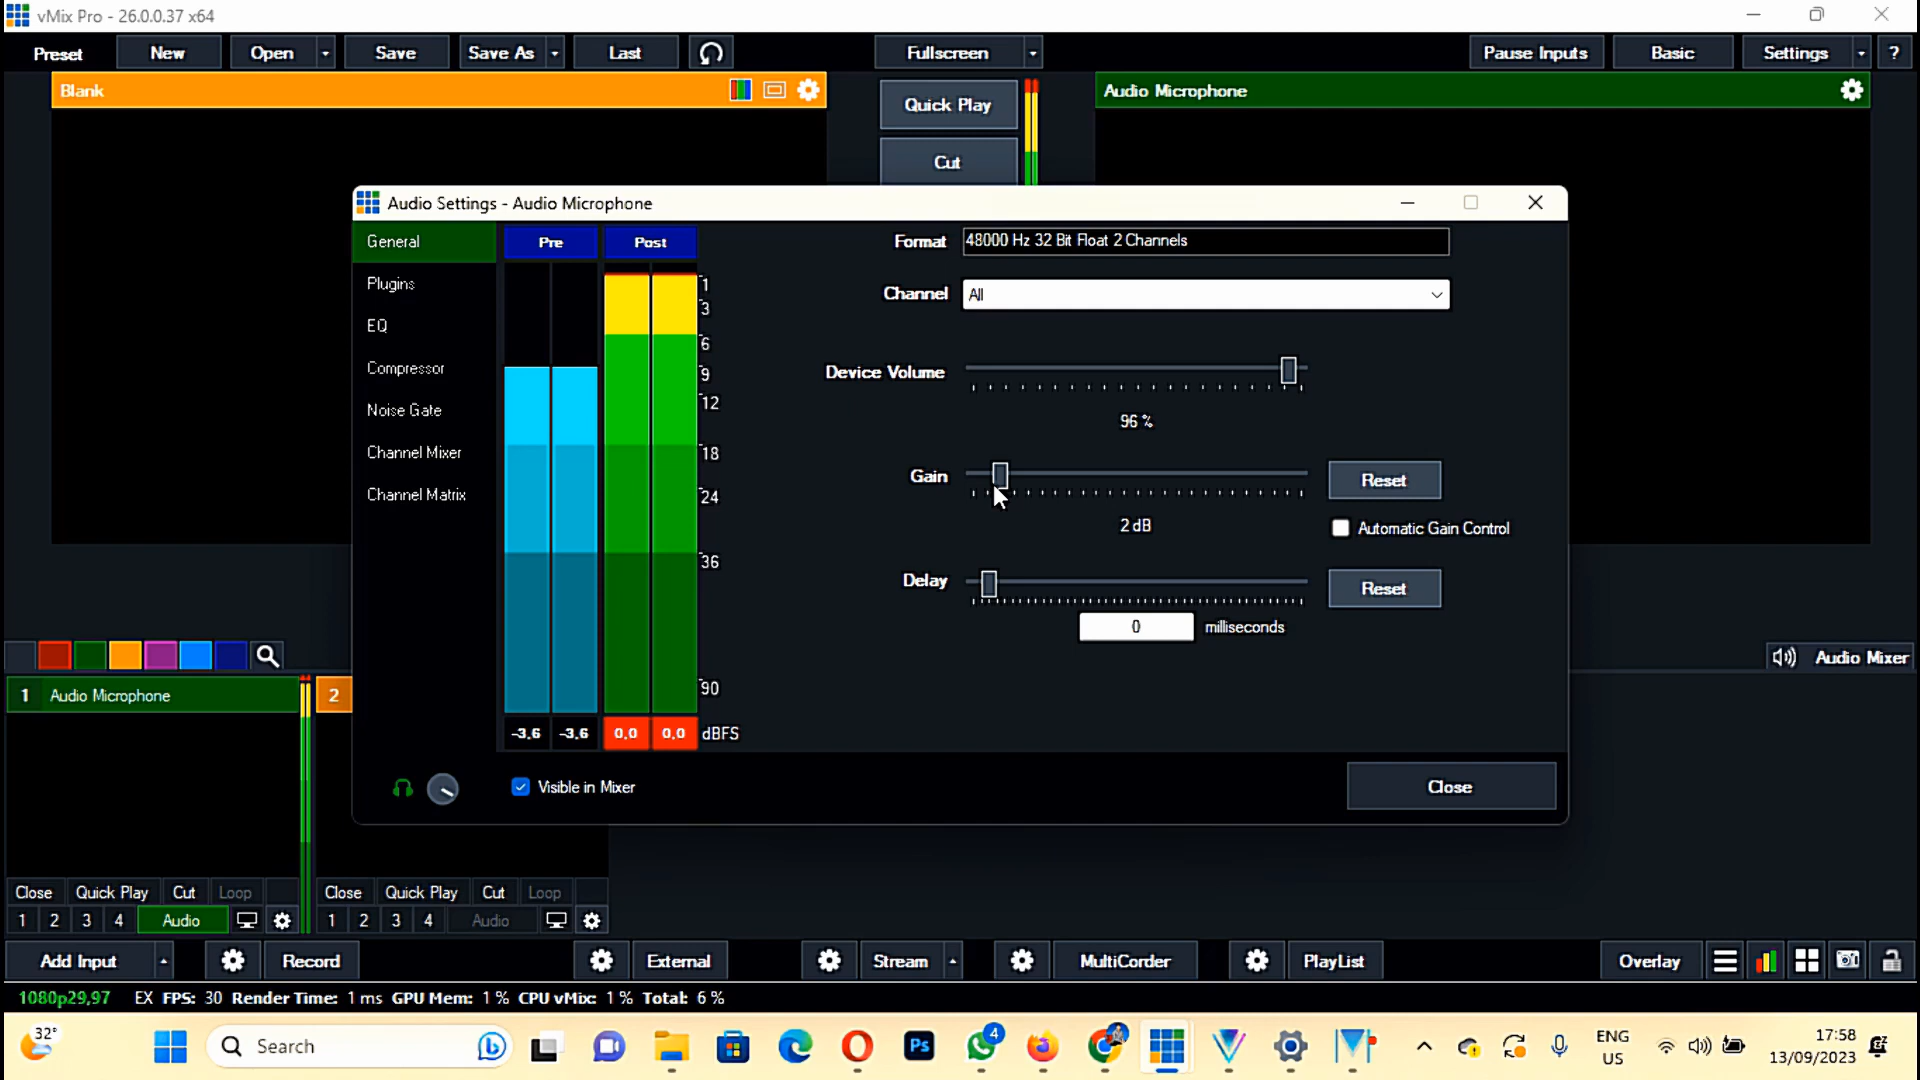 vMix Pro - 26.0.0.37 x64
Preset New Open Save Save As Last Fullscreen Pause Inputs Basic Settings ?
Blank
Quick Play
Cut
Audio Microphone
Audio Settings - Audio Microphone
General
Plugins
EQ
Compressor
Noise Gate
Channel Mixer
Channel Matrix
Pre Post
1
3
6
9
12
18
24
36
90
-3.6 -3.6 0.0 0.0 dBFS
Format 48000 Hz 32 Bit Float 2 Channels
Channel All
Device Volume
96 %
Gain Reset
2 dB Automatic Gain Control
Delay Reset
0 milliseconds
Visible in Mixer
Close
Audio Mixer
1 Audio Microphone
2
Close Quick Play Cut Loop
1 2 3 4 Audio
Close Quick Play Cut Loop
1 2 3 4 Audio
Add Input Record External Stream MultiCorder PlayList Overlay
1080p29,97 EX FPS: 30 Render Time: 1 ms GPU Mem: 1 % CPU vMix: 1 % Total: 6 %
32°
Search
Ps
4
ENG
US
17:58
13/09/2023